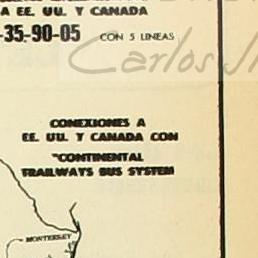 A EE. UU. Y CANADA
-35-90-05 CON 5 LINEAS
Carlos
CONEXIONES A
EE. UU. Y CANADA CON
"CONTINENTAL
TRAILWAYS BUS SYSTEM
MONTERREY